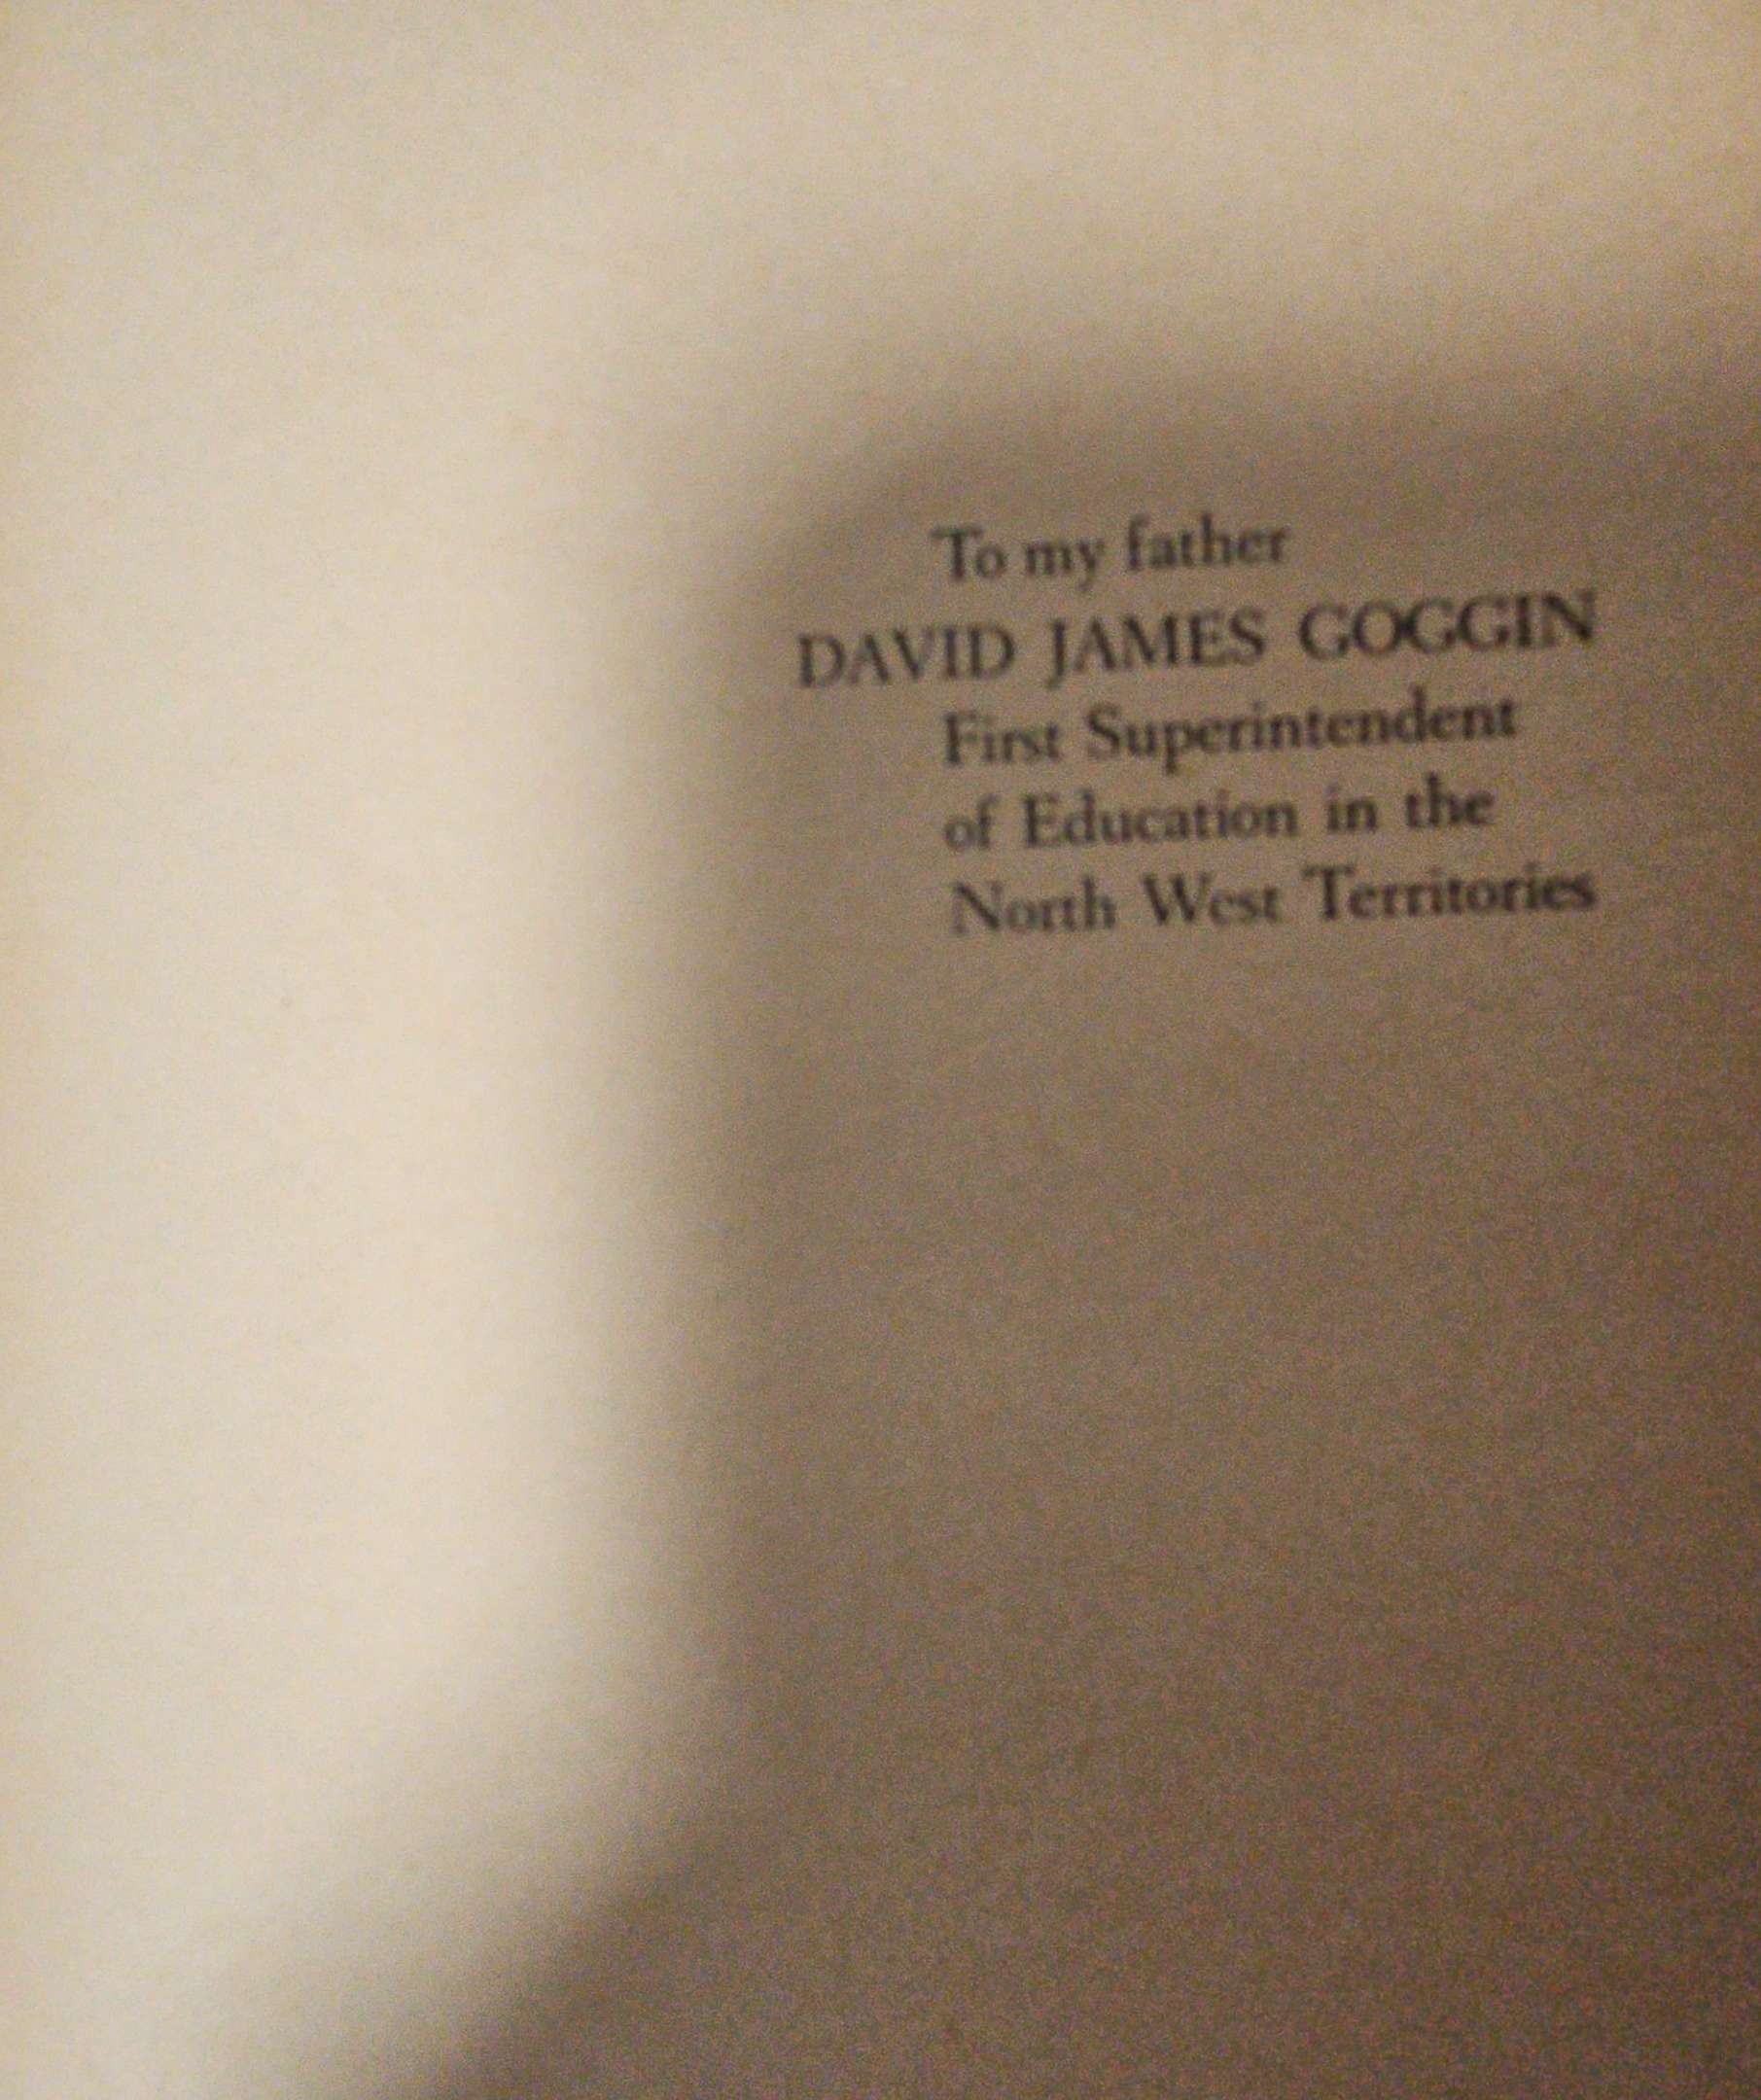 To my father
DAVID JAMES GOGGIN
First Superintendent
of Education in the
North West Territories